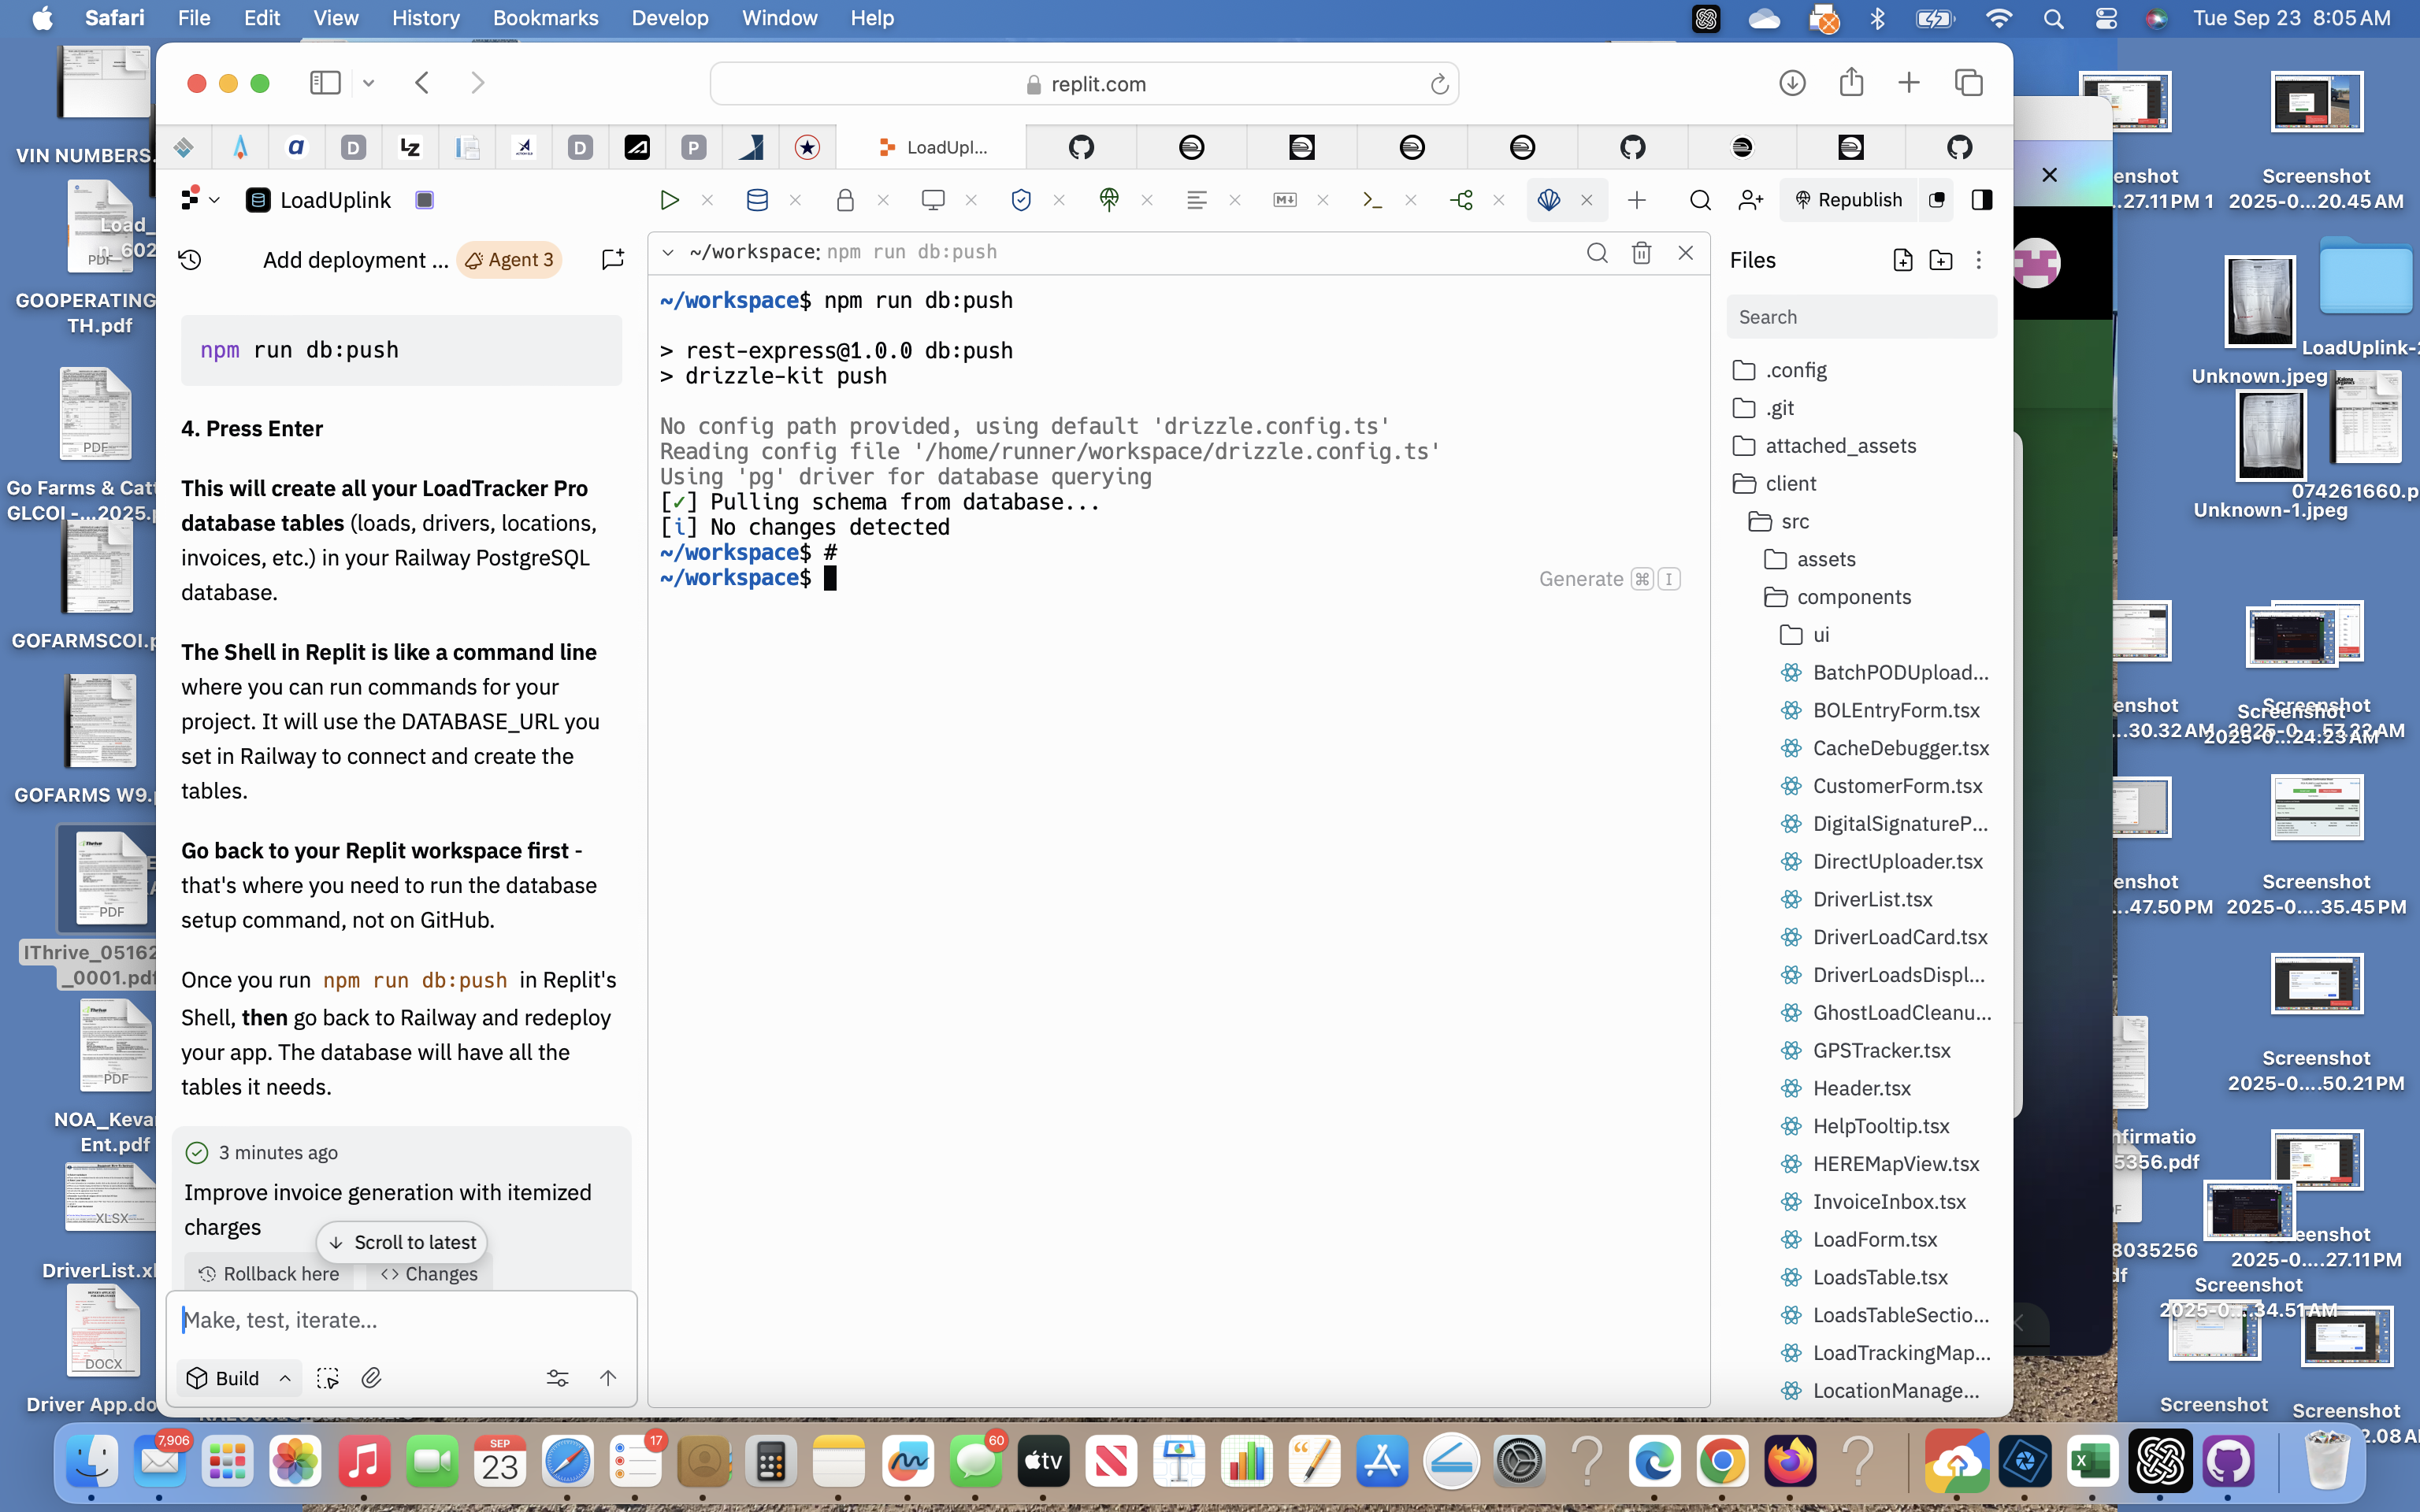 Safari File Edit View History Bookmarks Develop Window Help
Tue Sep 23 8:05 AM
replit.com
LoadUpl...
LoadUplink
Republish
Add deployment ...
Agent 3
npm run db:push
4. Press Enter
This will create all your LoadTracker Pro
database tables (loads, drivers, locations,
invoices, etc.) in your Railway PostgreSQL
database.
The Shell in Replit is like a command line
where you can run commands for your
project. It will use the DATABASE_URL you
set in Railway to connect and create the
tables.
Go back to your Replit workspace first -
that's where you need to run the database
setup command, not on GitHub.
Once you run npm run db:push in Replit's
Shell, then go back to Railway and redeploy
your app. The database will have all the
tables it needs.
3 minutes ago
Improve invoice generation with itemized
charges
Scroll to latest
Rollback here
Changes
Make, test, iterate...
Build
~/workspace: npm run db:push
~/workspace$ npm run db:push
> rest-express@1.0.0 db:push
> drizzle-kit push
No config path provided, using default 'drizzle.config.ts'
Reading config file '/home/runner/workspace/drizzle.config.ts'
Using 'pg' driver for database querying
[✓] Pulling schema from database...
[i] No changes detected
~/workspace$ #
~/workspace$
Generate ⌘ I
Files
Search
.config
.git
attached_assets
client
src
assets
components
ui
BatchPODUpload...
BOLEntryForm.tsx
CacheDebugger.tsx
CustomerForm.tsx
DigitalSignatureP...
DirectUploader.tsx
DriverList.tsx
DriverLoadCard.tsx
DriverLoadsDispl...
GhostLoadCleanu...
GPSTracker.tsx
Header.tsx
HelpTooltip.tsx
HEREMapView.tsx
InvoiceInbox.tsx
LoadForm.tsx
LoadsTable.tsx
LoadsTableSectio...
LoadTrackingMap...
LocationManage...
VIN NUMBERS.
Load_
n_602
PDF
GOOPERATING
TH.pdf
PDF
Go Farms & Catt
GLCOI -...2025.p
GOFARMSCOI.p
GOFARMS W9.p
PDF
IThrive_05162
_0001.pdf
PDF
NOA_Keva
Ent.pdf
XLSX
DriverList.xl
DOCX
Driver App.do
enshot
...27.11 PM 1
Screenshot
2025-0...20.45 AM
LoadUplink-
Unknown.jpeg
074261660.p
Unknown-1.jpeg
enshot
...30.32 AM
Screenshot
2025-0...57.22 AM
Screenshot
2025-0...24:23 AM
enshot
...47.50 PM
Screenshot
2025-0....35.45 PM
Screenshot
2025-0....50.21 PM
nfirmatio
5356.pdf
8035256
df
eenshot
2025-0....27.11 PM
Screenshot
2025-0....34.51 AM
Screenshot
Screenshot
2.08 A
7,906
SEP
23
17
60
tv